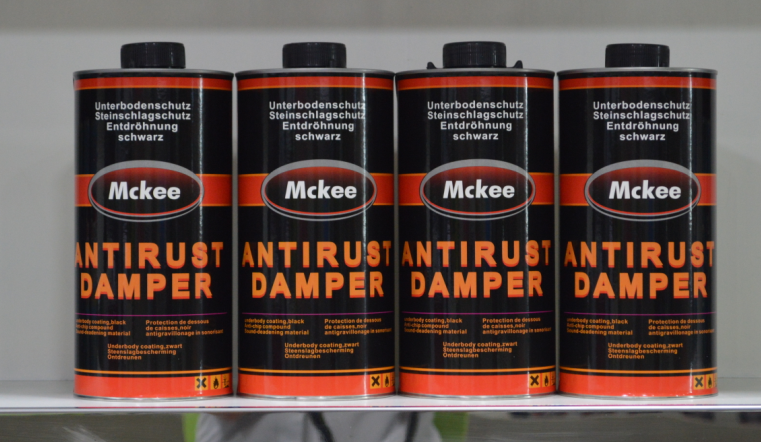 Unterbodenschutz
Steinschlagschutz
Entdröhnung
schwarz
Mckee
ANTIRUST
DAMPER
underbody coating,black
anti-chip compound
sound-deadening material
Protection de dessous
de caisses,noir
antigravillonage in sonorisant
Underbody coating,zwart
Steenslagbescherming
Ontdreunen
Unterbodenschutz
Steinschlagschutz
Entdröhnung
schwarz
Mckee
ANTIRUST
DAMPER
underbody coating,black
anti-chip compound
sound-deadening material
Protection de dessous
de caisses,noir
antigravillonage in sonorisant
Underbody coating,zwart
Steenslagbescherming
Ontdreunen
Unterbodenschutz
Steinschlagschutz
Entdröhnung
schwarz
Mckee
ANTIRUST
DAMPER
underbody coating,black
anti-chip compound
sound-deadening material
Protection de dessous
de caisses,noir
antigravillonage in sonorisant
Underbody coating,zwart
Steenslagbescherming
Ontdreunen
Unterbodenschutz
Steinschlagschutz
Entdröhnung
schwarz
Mckee
ANTIRUST
DAMPER
underbody coating,black
anti-chip compound
sound-deadening material
Protection de dessous
de caisses,noir
antigravillonage in sonorisant
Underbody coating,zwart
Steenslagbescherming
Ontdreunen